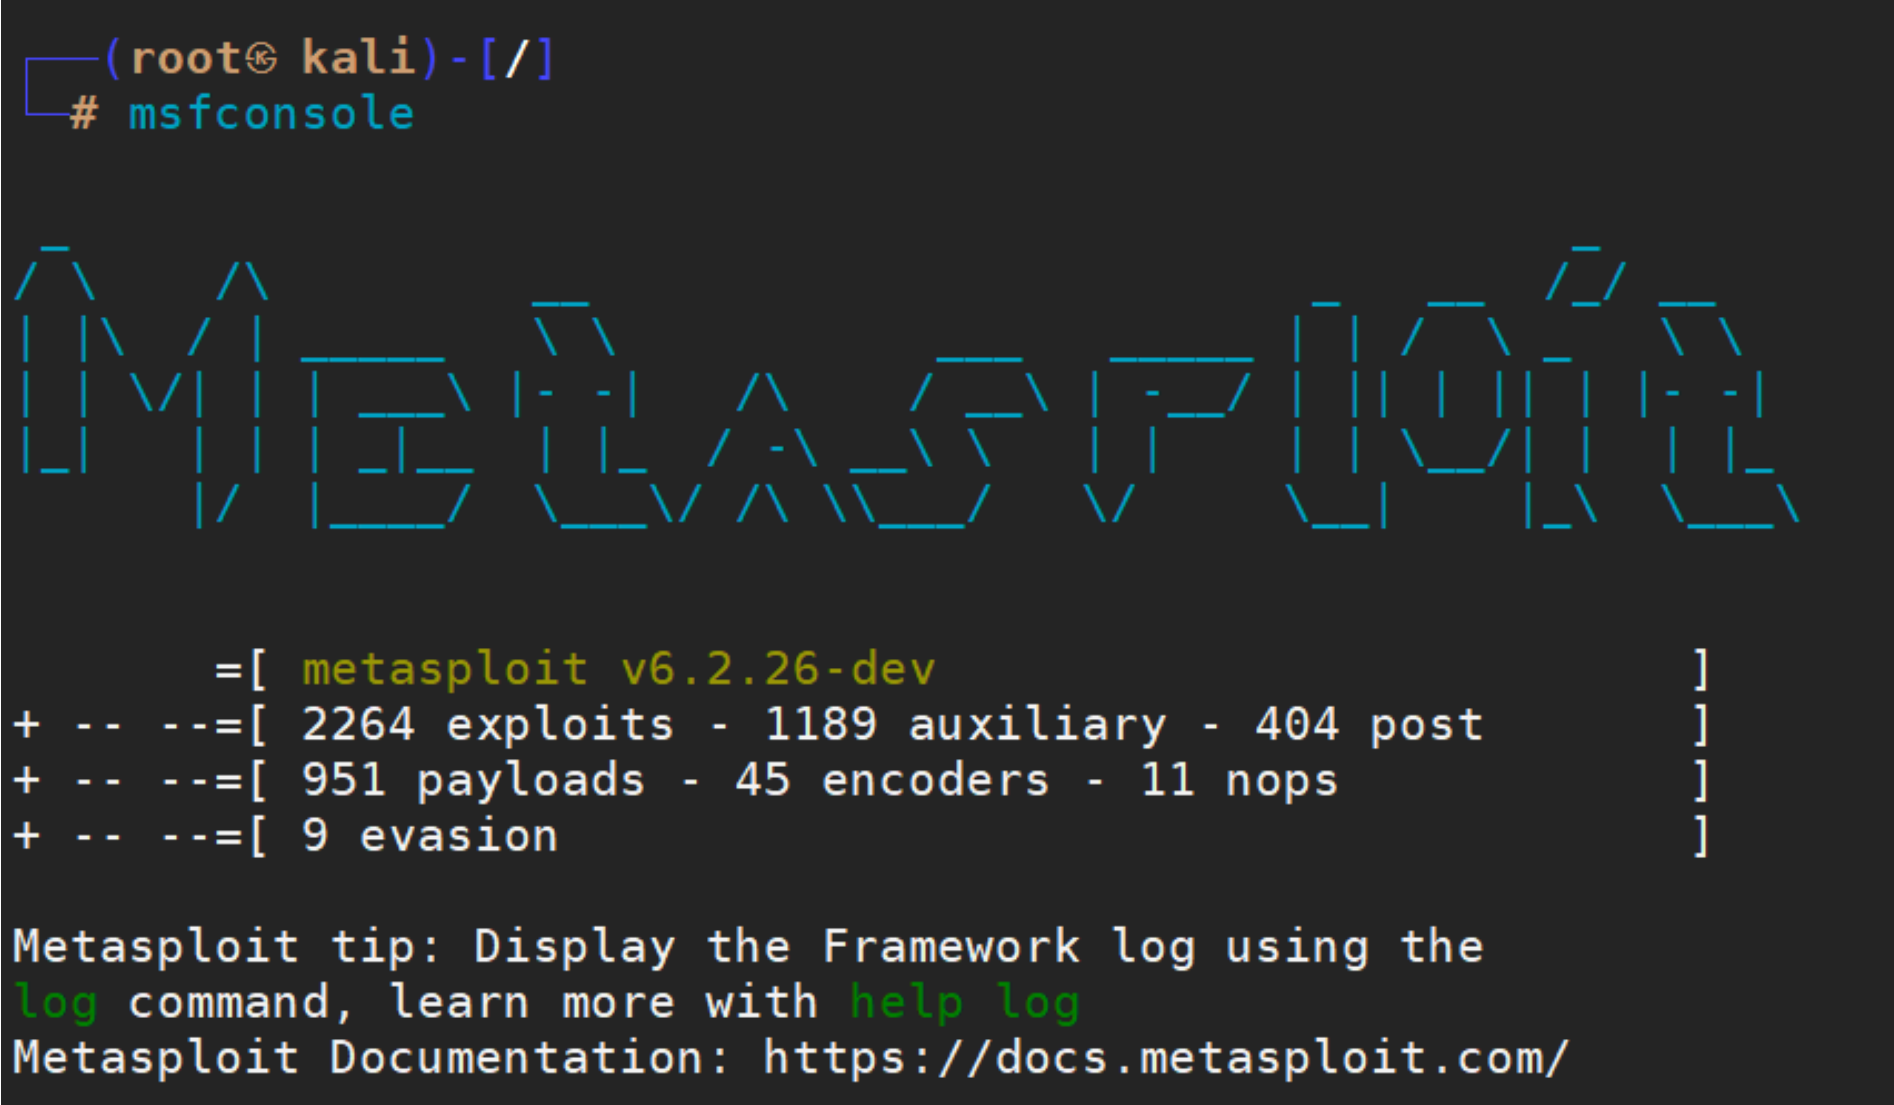 (root㉿ kali)-[/]
# msfconsole
METASPLOIT
=[ metasploit v6.2.26-dev ]
+ -- --=[ 2264 exploits - 1189 auxiliary - 404 post ]
+ -- --=[ 951 payloads - 45 encoders - 11 nops ]
+ -- --=[ 9 evasion ]
Metasploit tip: Display the Framework log using the
log command, learn more with help log
Metasploit Documentation: https://docs.metasploit.com/